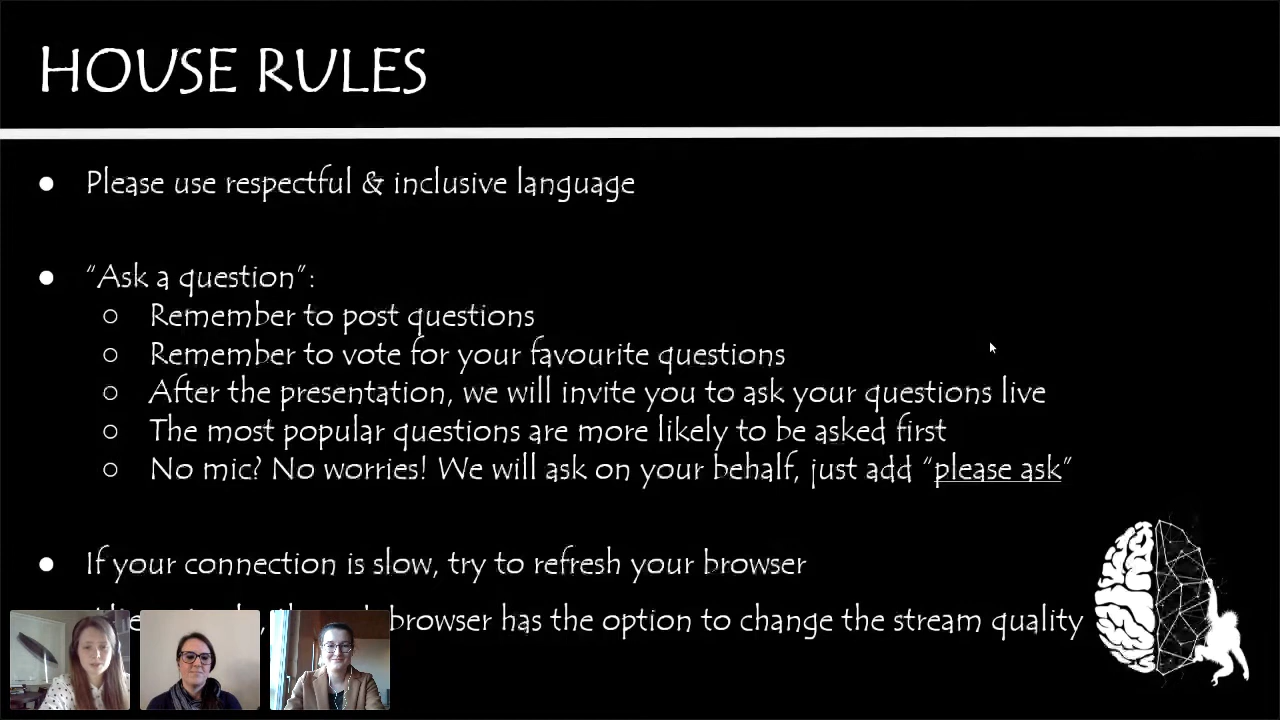 HOUSE RULES
● Please use respectful & inclusive language
● “Ask a question”:
○ Remember to post questions
○ Remember to vote for your favourite questions
○ After the presentation, we will invite you to ask your questions live
○ The most popular questions are more likely to be asked first
○ No mic? No worries! We will ask on your behalf, just add “please ask”
● If your connection is slow, try to refresh your browser
browser has the option to change the stream quality